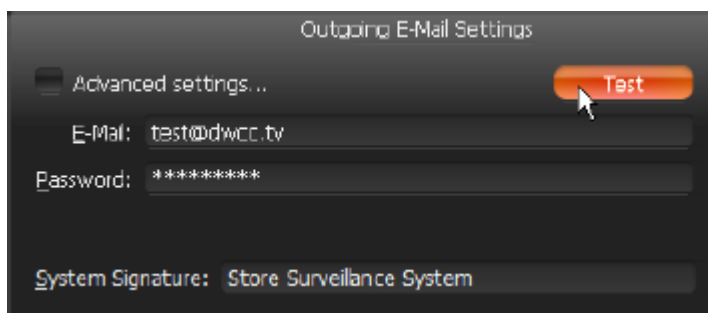 Outgoing E-Mail Settings
Advanced settings... Test
E-Mail: test@dwcc.tv
Password: *********
System Signature: Store Surveillance System